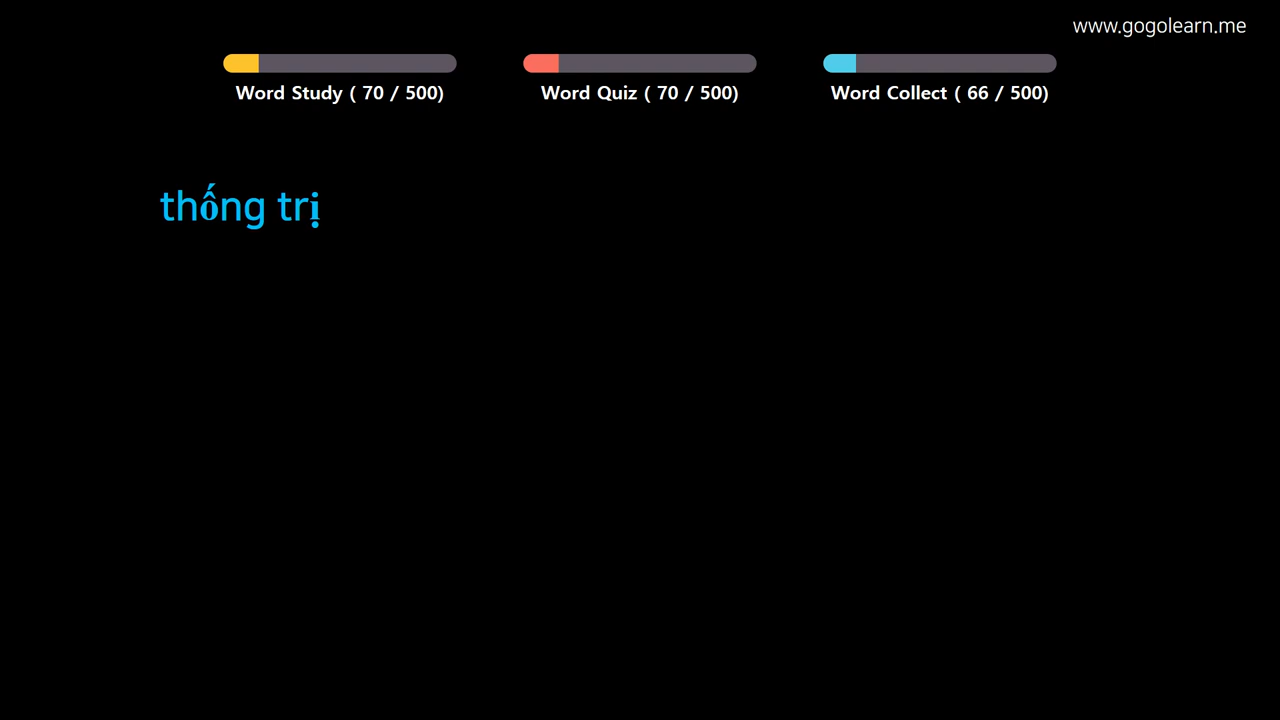 www.gogolearn.me
Word Study ( 70 / 500)
Word Quiz ( 70 / 500)
Word Collect ( 66 / 500)
thống trị